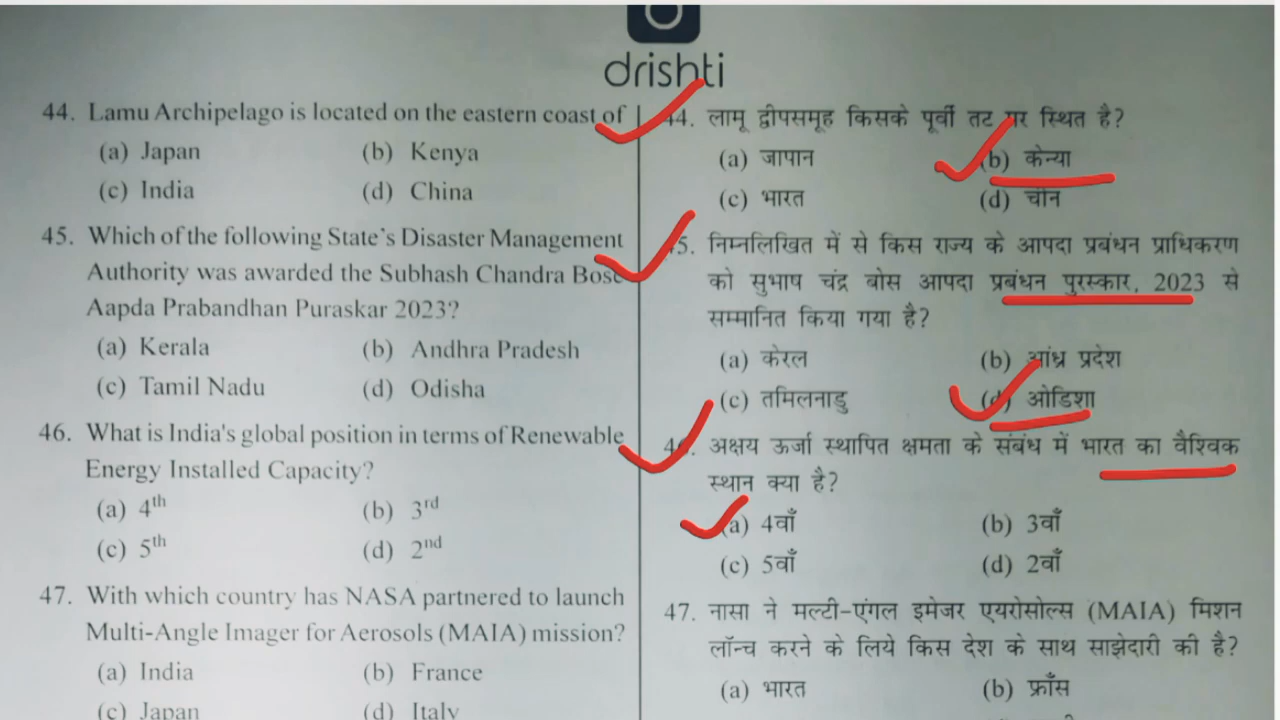 drishti
44. Lamu Archipelago is located on the eastern coast of
(a) Japan (b) Kenya
(c) India (d) China
45. Which of the following State's Disaster Management
Authority was awarded the Subhash Chandra Bose
Aapda Prabandhan Puraskar 2023?
(a) Kerala (b) Andhra Pradesh
(c) Tamil Nadu (d) Odisha
46. What is India's global position in terms of Renewable
Energy Installed Capacity?
(a) 4th (b) 3rd
(c) 5th (d) 2nd
47. With which country has NASA partnered to launch
Multi-Angle Imager for Aerosols (MAIA) mission?
(a) India (b) France
(c) Japan (d) Italy
44. लामू द्वीपसमूह किसके पूर्वी तट पर स्थित है?
(a) जापान (b) केन्या
(c) भारत (d) चीन
45. निम्नलिखित में से किस राज्य के आपदा प्रबंधन प्राधिकरण
को सुभाष चंद्र बोस आपदा प्रबंधन पुरस्कार, 2023 से
सम्मानित किया गया है?
(a) केरल (b) आंध्र प्रदेश
(c) तमिलनाडु (d) ओडिशा
46. अक्षय ऊर्जा स्थापित क्षमता के संबंध में भारत का वैश्विक
स्थान क्या है?
(a) 4वाँ (b) 3वाँ
(c) 5वाँ (d) 2वाँ
47. नासा ने मल्टी-एंगल इमेजर एयरोसोल्स (MAIA) मिशन
लॉन्च करने के लिये किस देश के साथ साझेदारी की है?
(a) भारत (b) फ्राँस